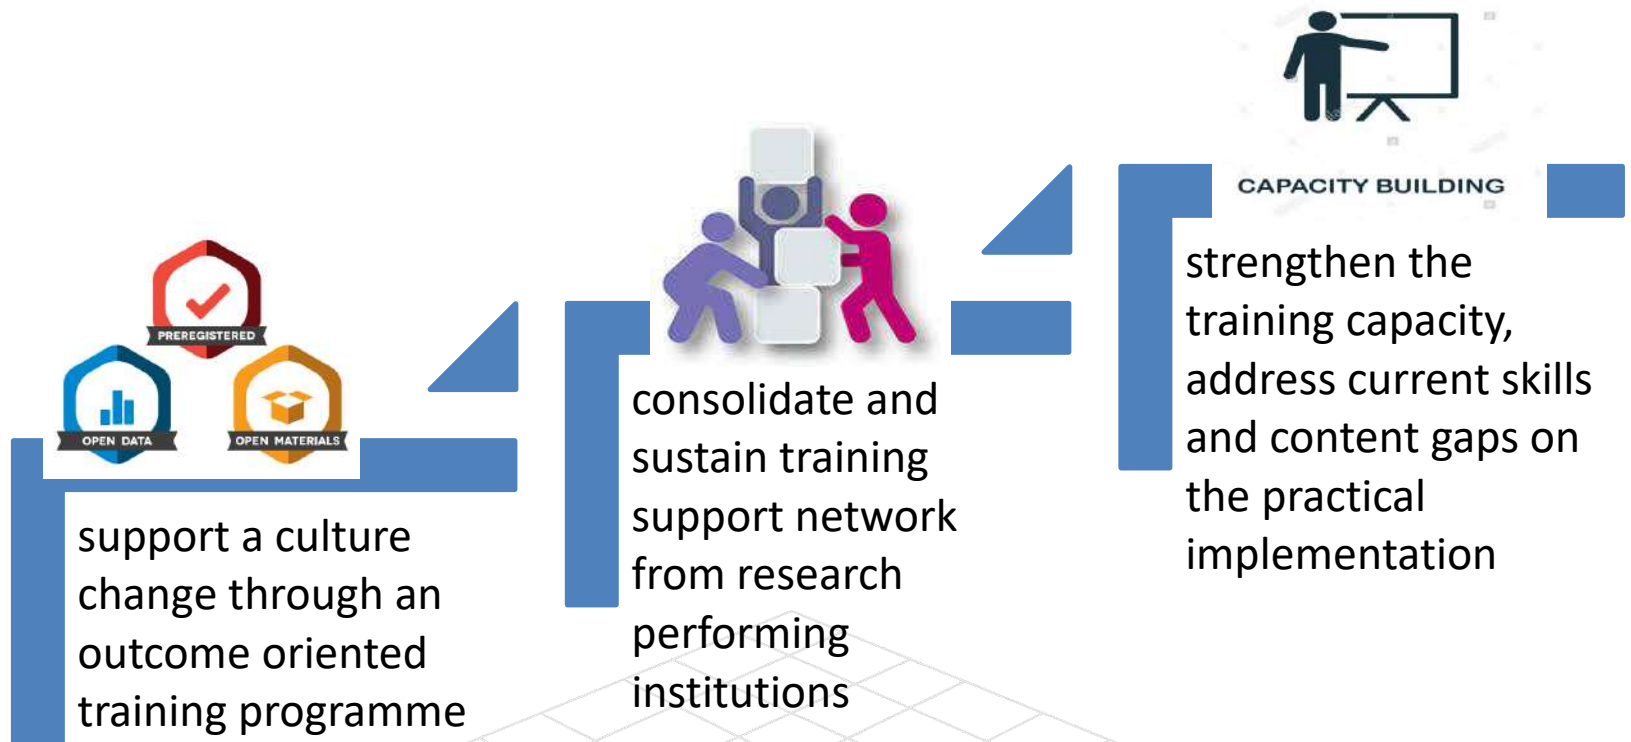 PREREGISTERED
OPEN DATA
OPEN MATERIALS
support a culture
change through an
outcome oriented
training programme
consolidate and
sustain training
support network
from research
performing
institutions
CAPACITY BUILDING
strengthen the
training capacity,
address current skills
and content gaps on
the practical
implementation